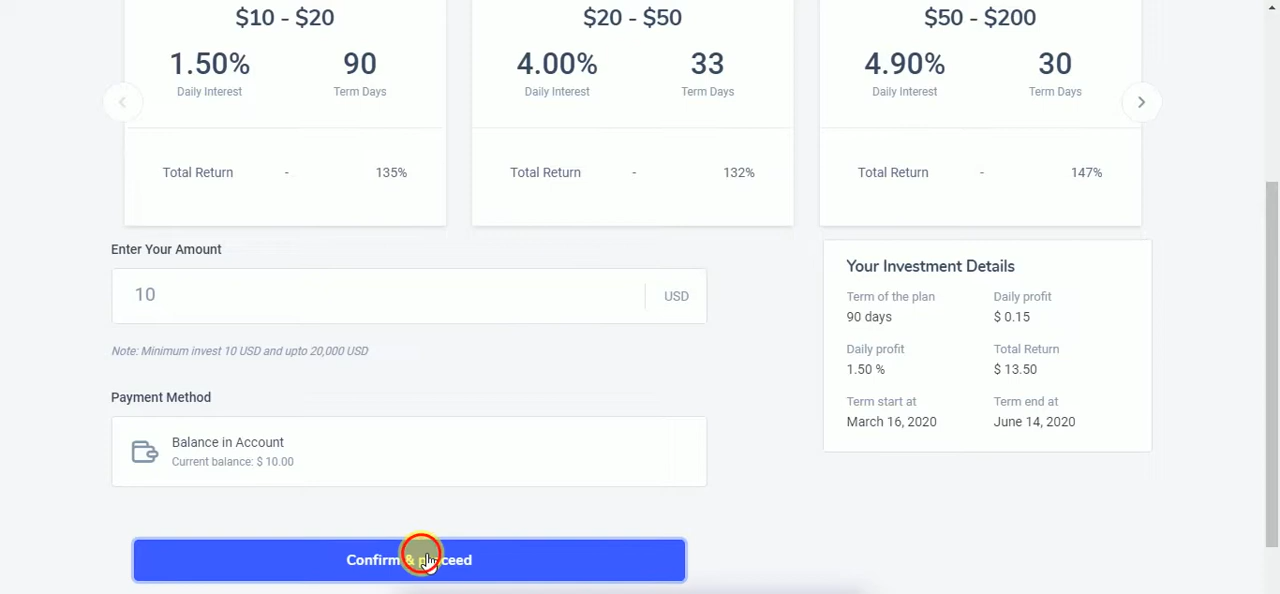 $10 - $20
$20 - $50
$50 - $200
1.50%
90
4.00%
33
4.90%
30
Daily Interest
Term Days
Daily Interest
Term Days
Daily Interest
Term Days
Total Return - 135%
Total Return - 132%
Total Return - 147%
Enter Your Amount
10
USD
Note: Minimum invest 10 USD and upto 20,000 USD
Payment Method
Balance in Account
Current balance: $ 10.00
Confirm & proceed
Your Investment Details
Term of the plan
Daily profit
90 days
$ 0.15
Daily profit
Total Return
1.50 %
$ 13.50
Term start at
Term end at
March 16, 2020
June 14, 2020